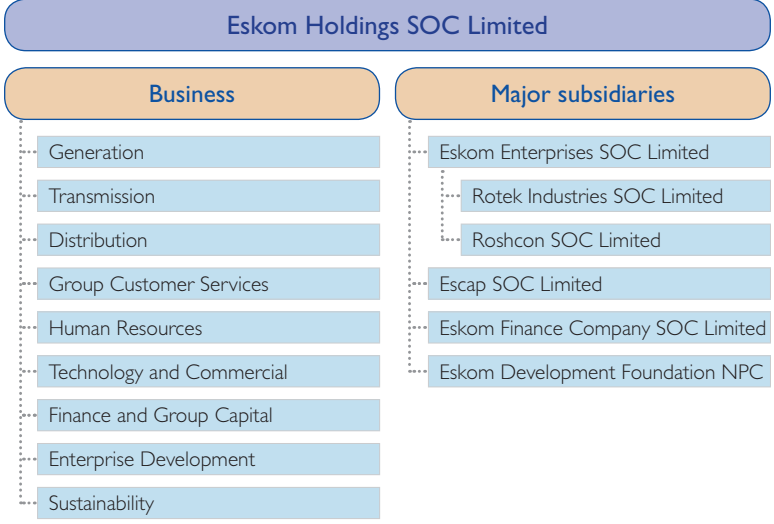 Eskom Holdings SOC Limited
Business
Generation
Transmission
Distribution
Group Customer Services
Human Resources
Technology and Commercial
Finance and Group Capital
Enterprise Development
Sustainability
Major subsidiaries
Eskom Enterprises SOC Limited
Rotek Industries SOC Limited
Roshcon SOC Limited
Escap SOC Limited
Eskom Finance Company SOC Limited
Eskom Development Foundation NPC